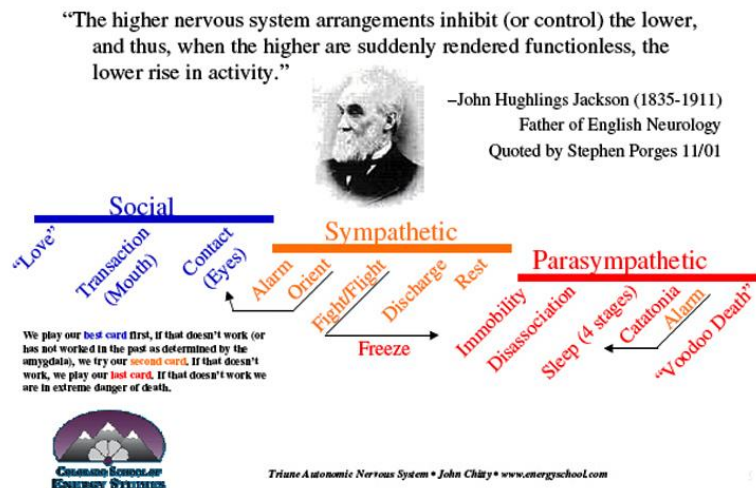 “The higher nervous system arrangements inhibit (or control) the lower,
and thus, when the higher are suddenly rendered functionless, the
lower rise in activity.”
–John Hughlings Jackson (1835-1911)
Father of English Neurology
Quoted by Stephen Porges 11/01
Social
“Love”
Transaction
(Mouth)
Contact
(Eyes)
Sympathetic
Alarm
Orient
Fight/Flight
Discharge
Rest
Freeze
Parasympathetic
Immobility
Disassociation
Sleep (4 stages)
Catatonia
Alarm
“Voodoo Death”
We play our best card first, if that doesn’t work (or
has not worked in the past as determined by the
amygdala), we try our second card. If that doesn’t
work, we play our last card. If that doesn’t work we
are in extreme danger of death.
COLORADO SCHOOL OF
ENERGY STUDIES
Triune Autonomic Nervous System • John Chitty • www.energyschool.com